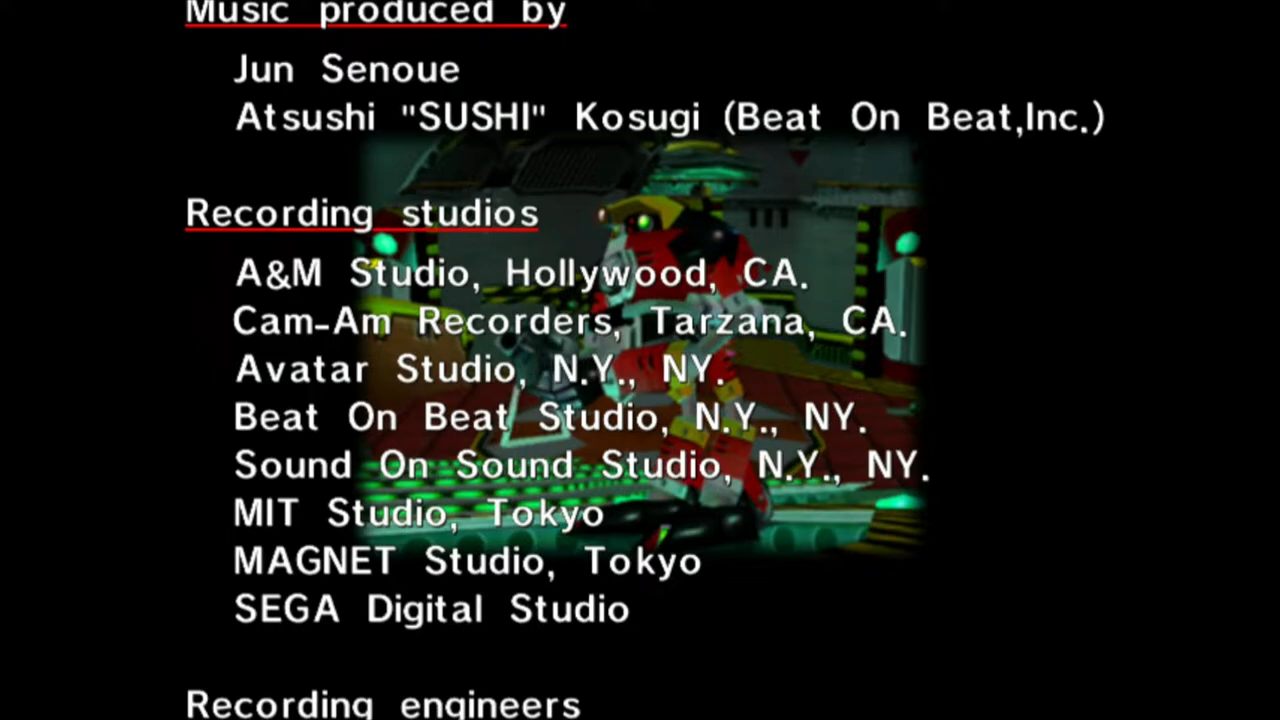 Music produced by
Jun Senoue
Atsushi "SUSHI" Kosugi (Beat On Beat,Inc.)
Recording studios
A&M Studio, Hollywood, CA.
Cam-Am Recorders, Tarzana, CA.
Avatar Studio, N.Y., NY.
Beat On Beat Studio, N.Y., NY.
Sound On Sound Studio, N.Y., NY.
MIT Studio, Tokyo
MAGNET Studio, Tokyo
SEGA Digital Studio
Recording engineers